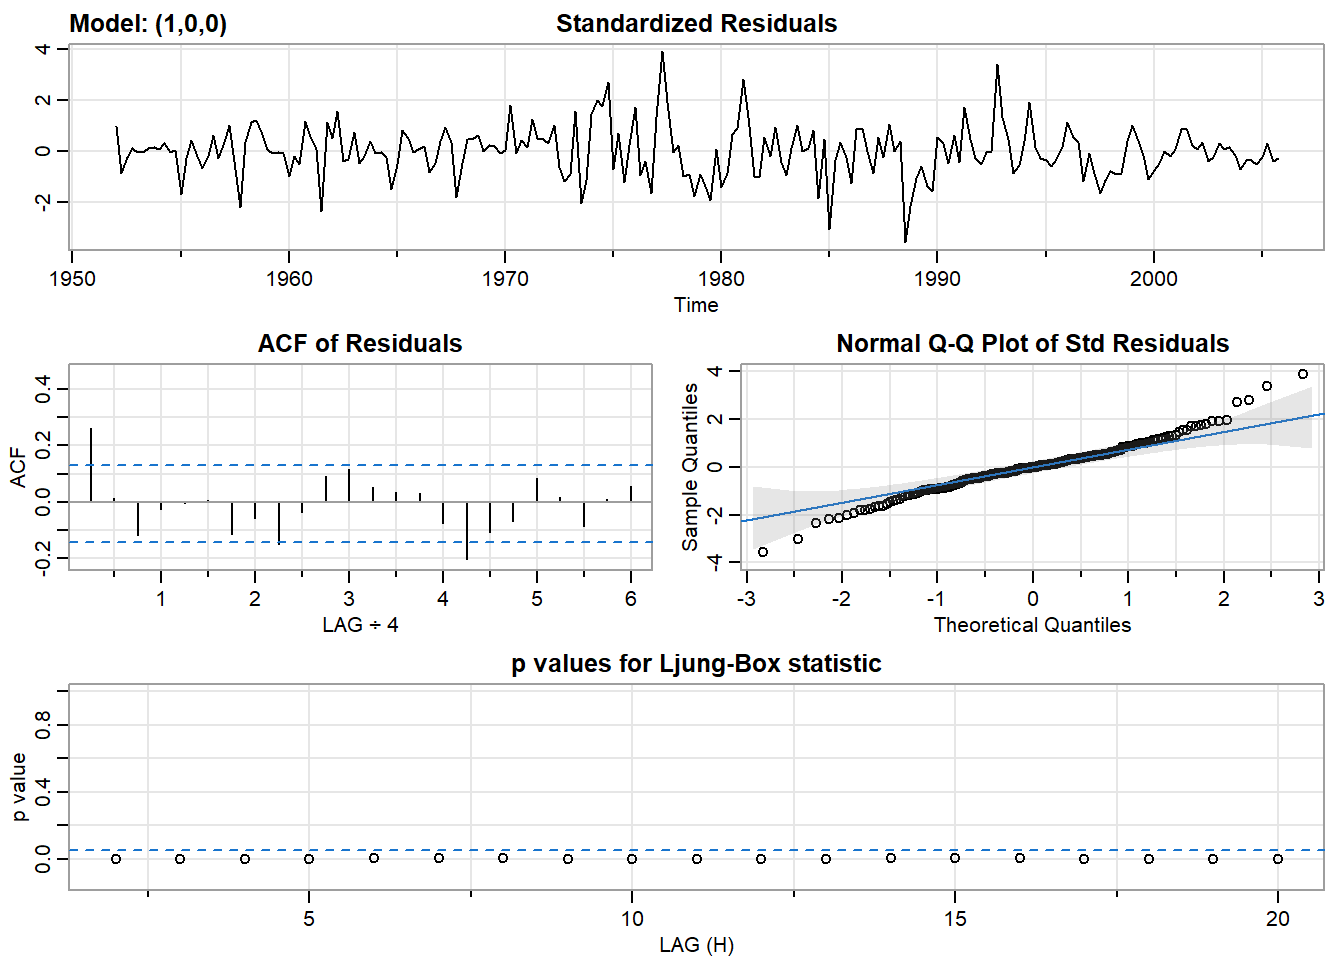 Model: (1,0,0) Standardized Residuals
4
2
0
-2
1950 1960 1970 1980 1990 2000
Time
ACF of Residuals
ACF
0.4
0.2
0.0
-0.2
1 2 3 4 5 6
LAG ÷ 4
Normal Q-Q Plot of Std Residuals
Sample Quantiles
4
2
0
-2
-4
-3 -2 -1 0 1 2 3
Theoretical Quantiles
p values for Ljung-Box statistic
p value
0.8
0.4
0.0
5 10 15 20
LAG (H)